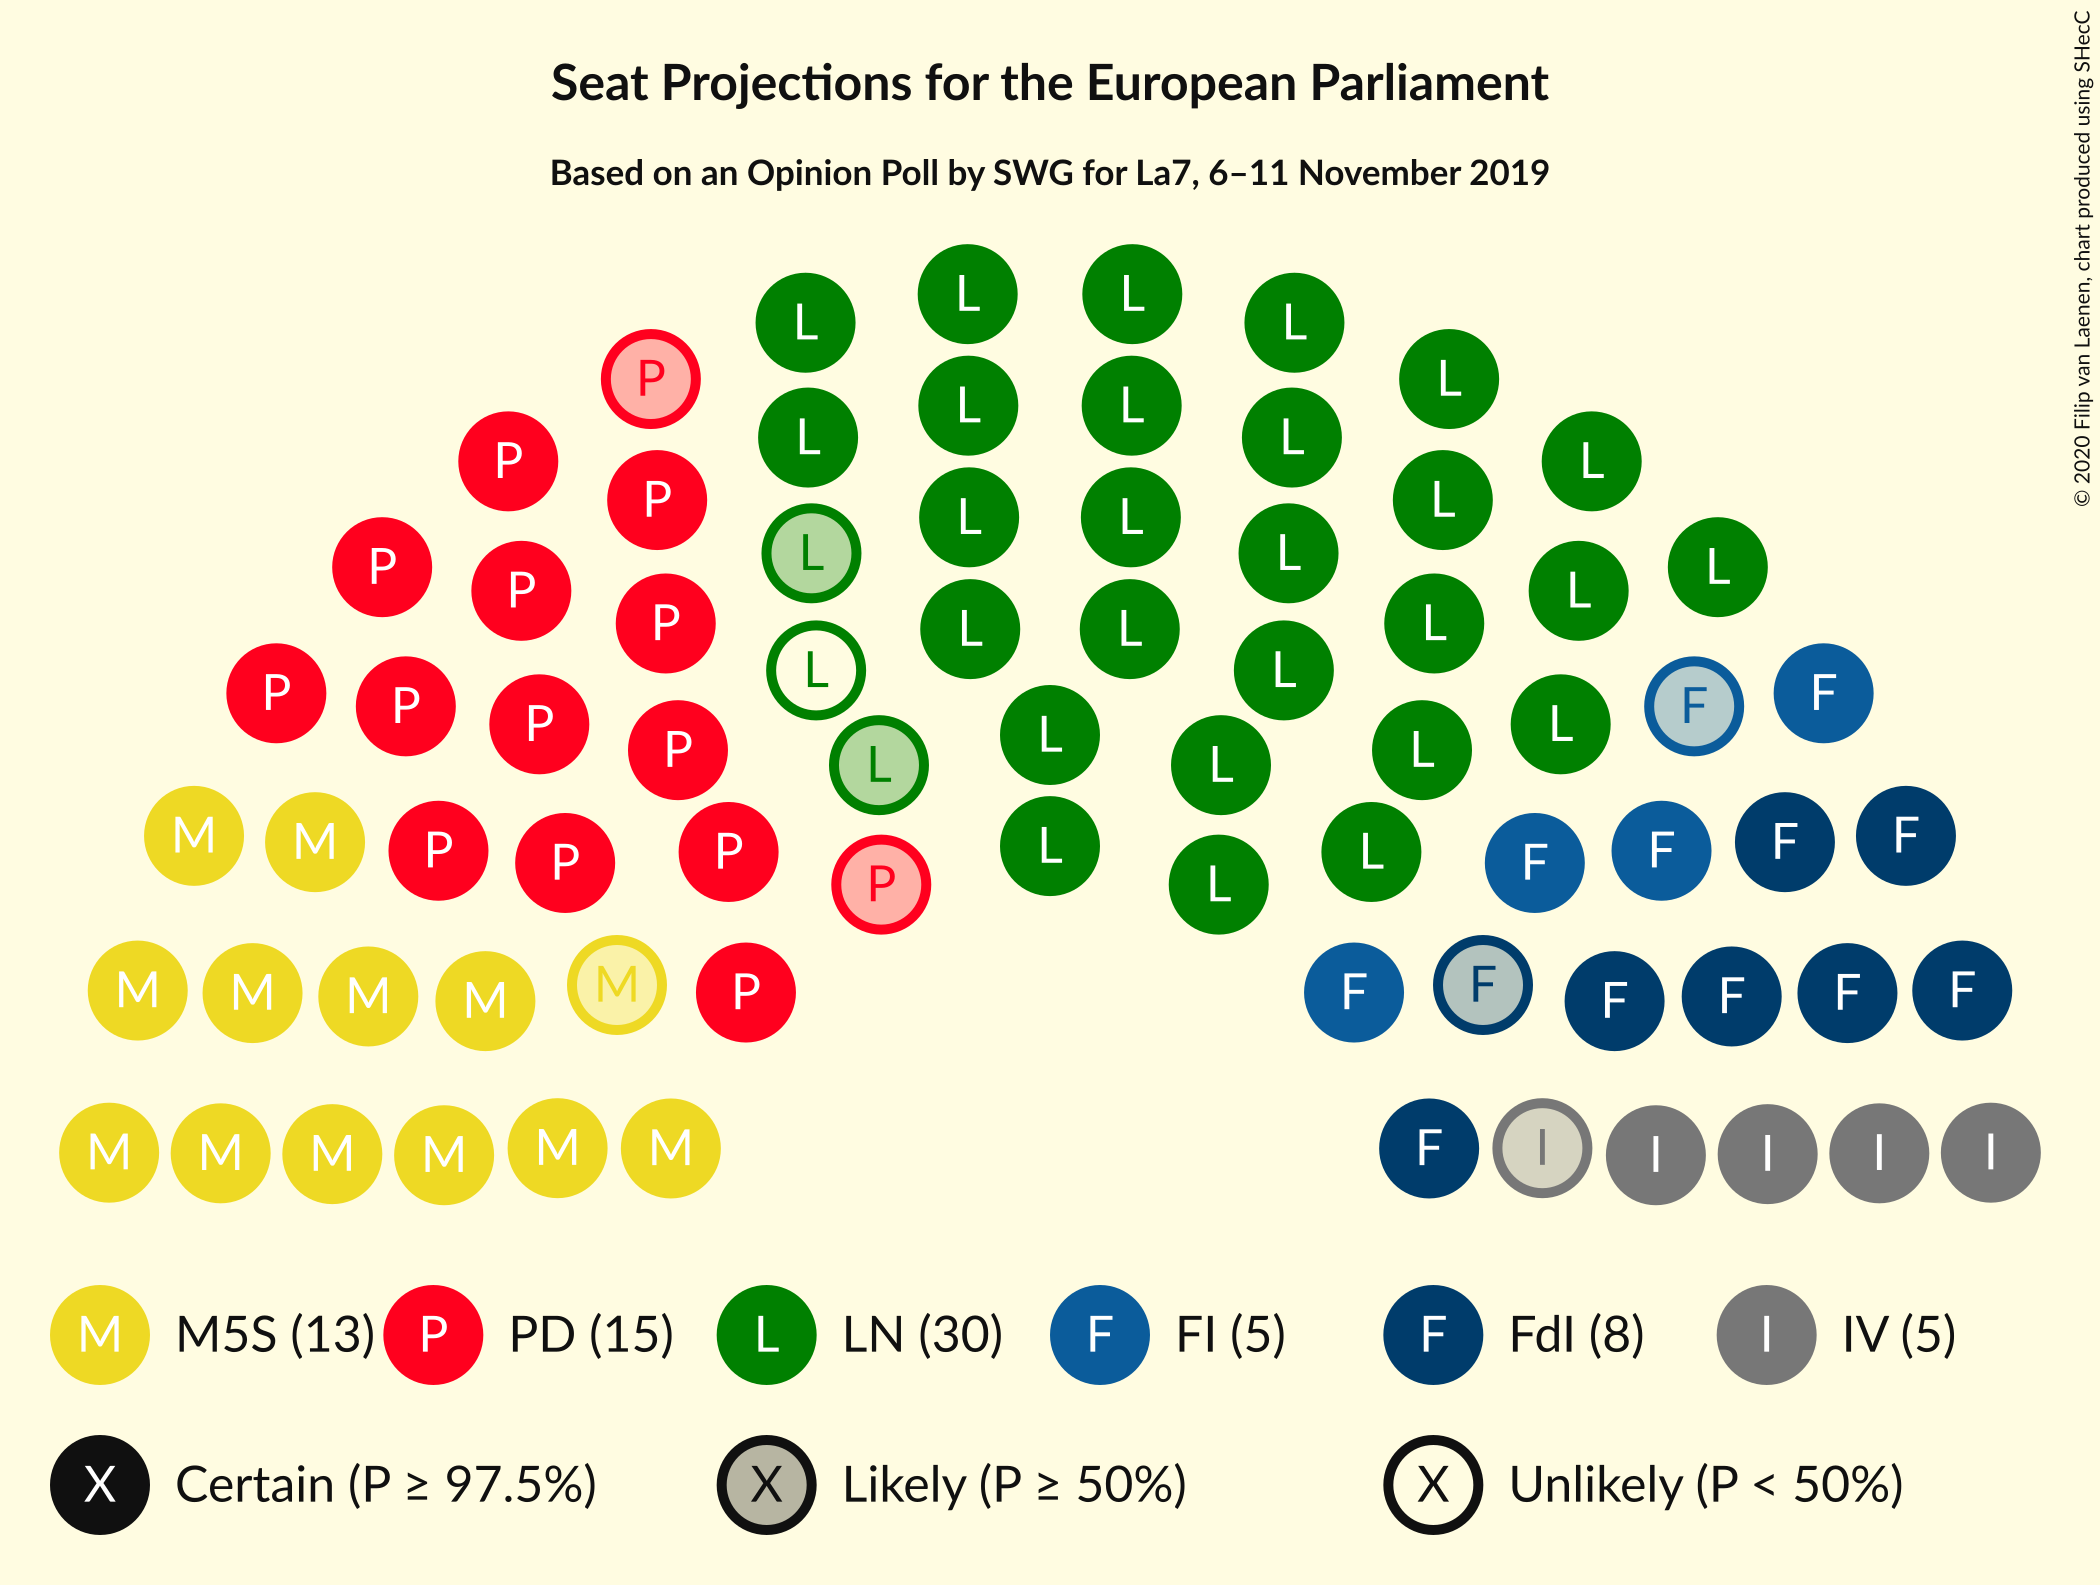 Seat Projections for the European Parliament
Based on an Opinion Poll by SWG for La7, 6–11 November 2019
© 2020 Filip van Laenen, chart produced using SHecC
L L L L
P L L
P L L L L L
P P L L
P P L L L L L
P P L L
P P L L L L F F
P P L L L L
M M P P P P L L L F F F F
M M M M M P F F F F F F
M M M M M M F I I I I I
M M5S (13) P PD (15) L LN (30) F FI (5) F FdI (8) I IV (5)
X Certain (P ≥ 97.5%) X Likely (P ≥ 50%) X Unlikely (P < 50%)